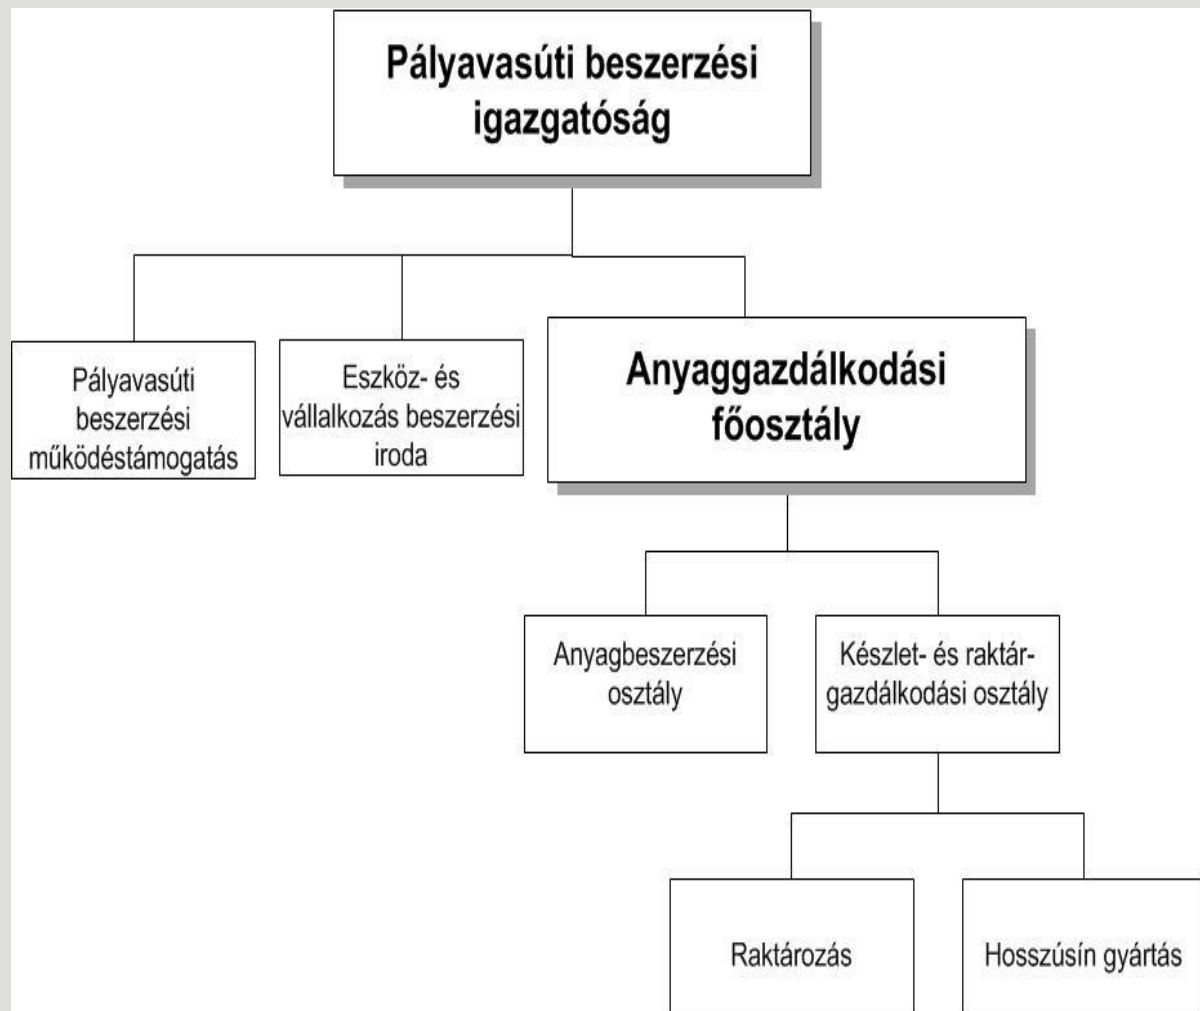 Pályavasúti beszerzési
igazgatóság
Pályavasúti
beszerzési
működéstámogatás
Eszköz- és
vállalkozás beszerzési
iroda
Anyaggazdálkodási
főosztály
Anyagbeszerzési
osztály
Készlet- és raktár-
gazdálkodási osztály
Raktározás
Hosszúsín gyártás